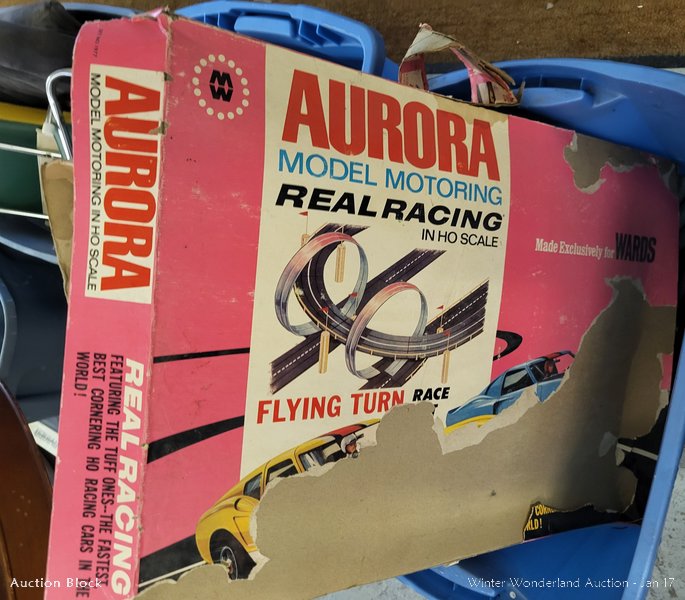 MW
AURORA
MODEL MOTORING
REAL RACING
IN HO SCALE
Made Exclusively for WARDS
FLYING TURN RACE
AURORA
MODEL MOTORING IN HO SCALE
REAL RACING
FEATURING THE TUFF ONES--THE FASTEST
BEST CORNERING HO RACING CARS IN THE
WORLD!
Auction Block
Winter Wonderland Auction - Jan 17